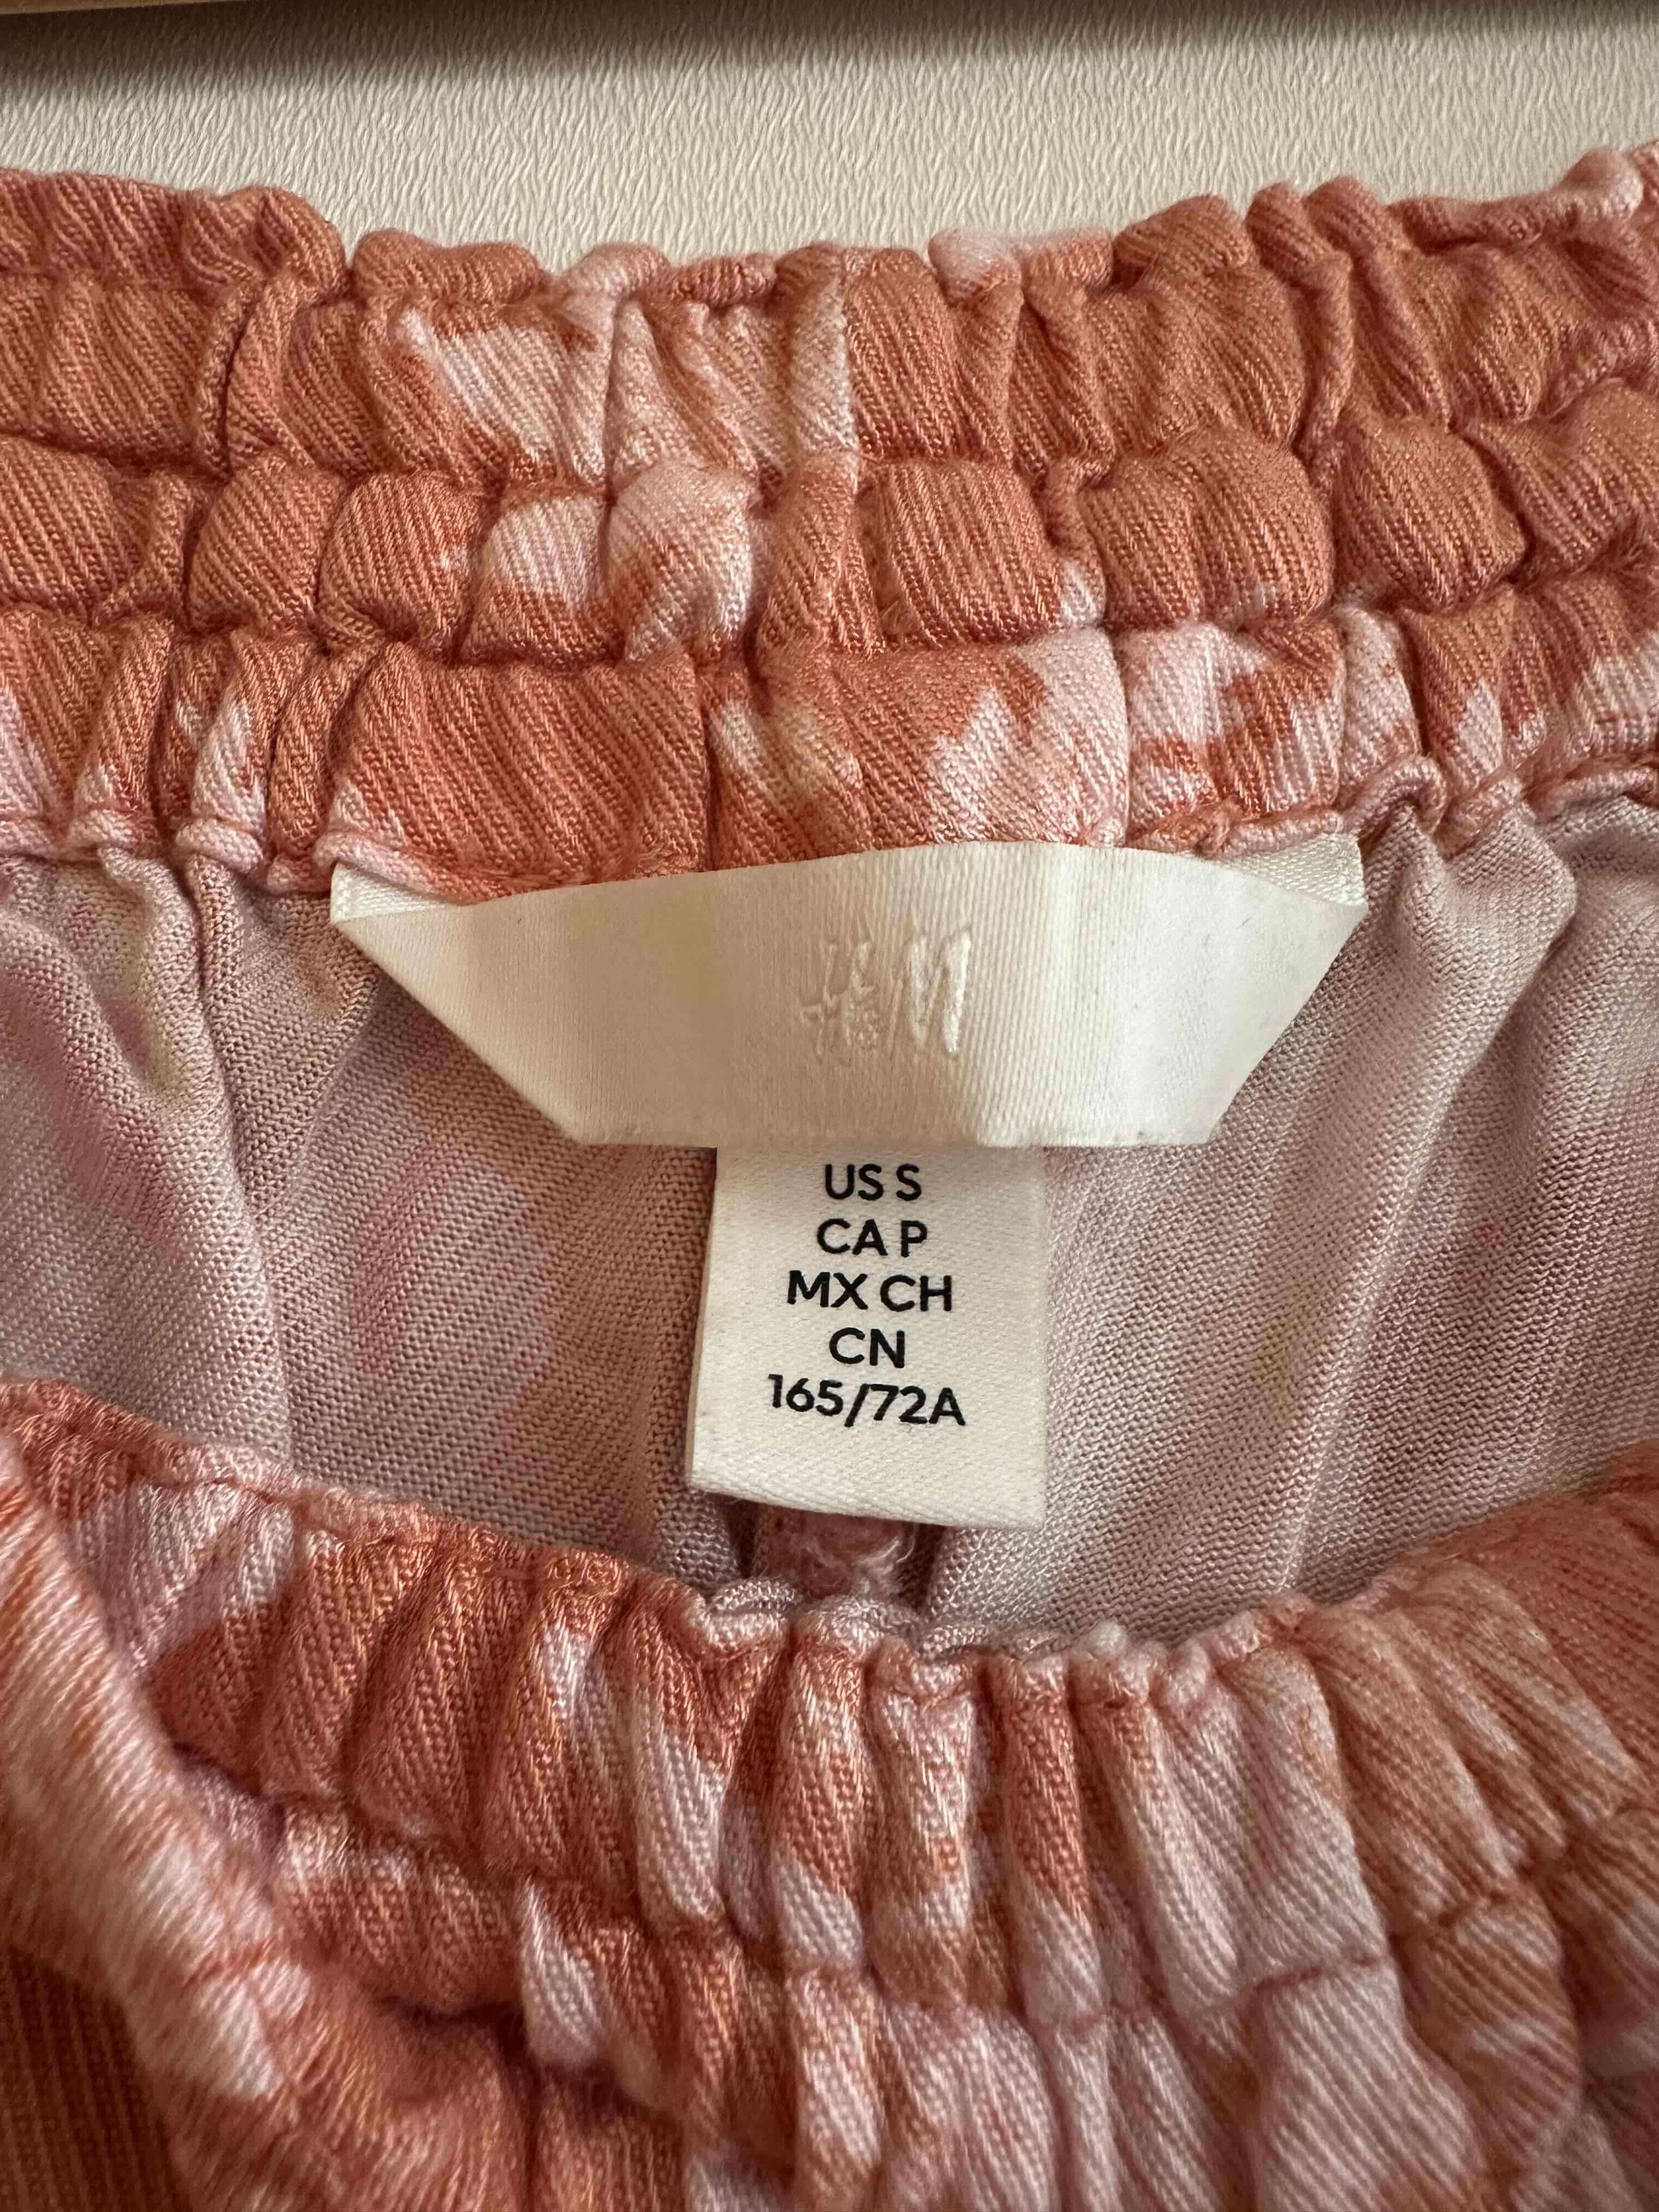 H&M
US S
CA P
MX CH
CN
165/72A